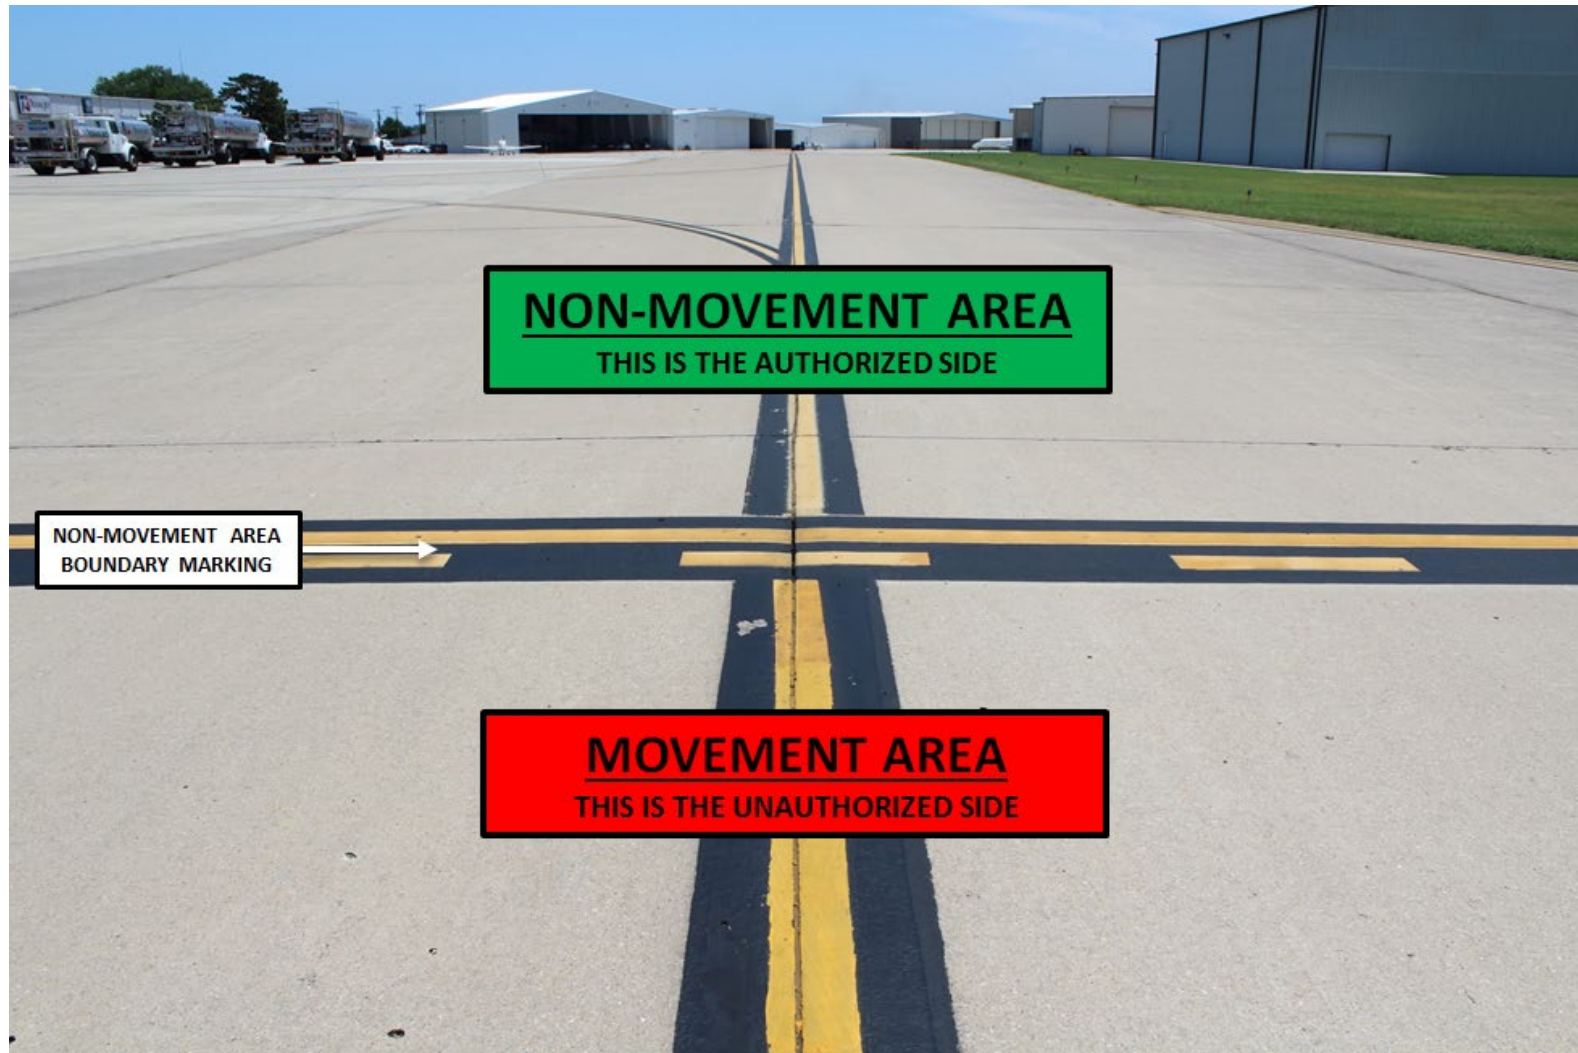 NON-MOVEMENT AREA
THIS IS THE AUTHORIZED SIDE
NON-MOVEMENT AREA
BOUNDARY MARKING
MOVEMENT AREA
THIS IS THE UNAUTHORIZED SIDE